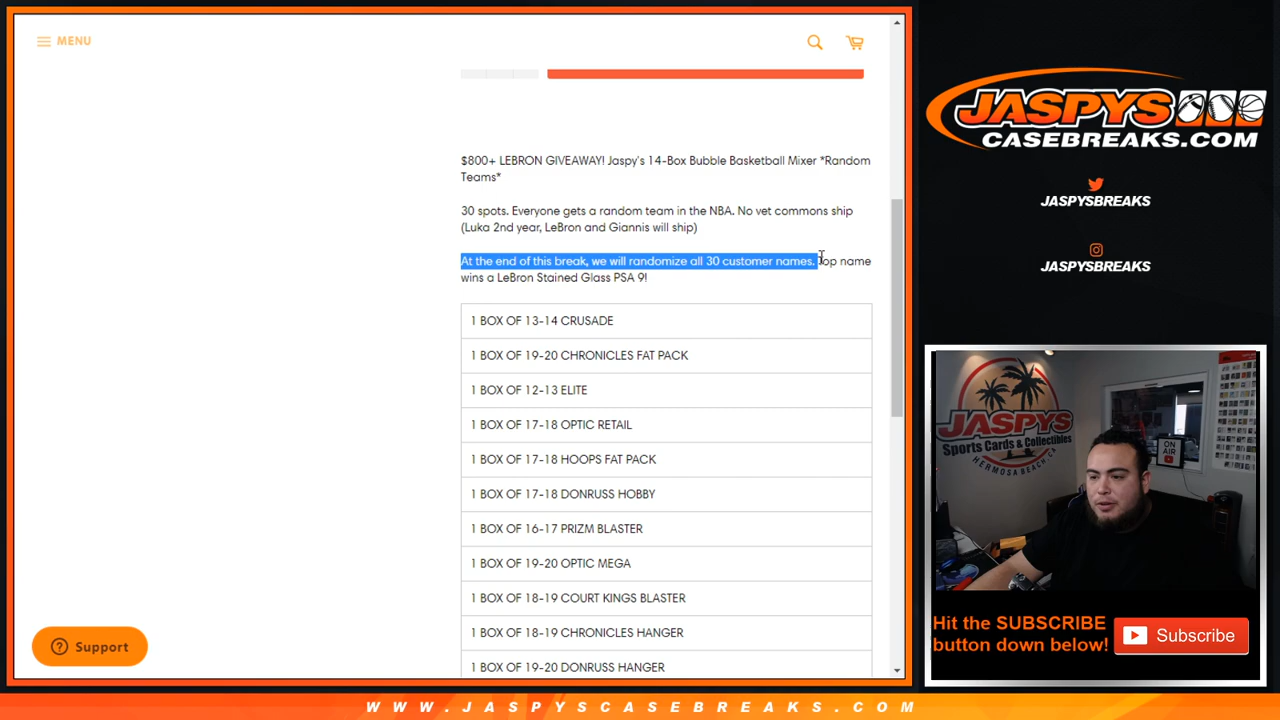 MENU
$800+ LEBRON GIVEAWAY! Jaspy's 14-Box Bubble Basketball Mixer *Random
Teams*
30 spots. Everyone gets a random team in the NBA. No vet commons ship
(Luka 2nd year, LeBron and Giannis will ship)
At the end of this break, we will randomize all 30 customer names. Top name
wins a LeBron Stained Glass PSA 9!
1 BOX OF 13-14 CRUSADE
1 BOX OF 19-20 CHRONICLES FAT PACK
1 BOX OF 12-13 ELITE
1 BOX OF 17-18 OPTIC RETAIL
1 BOX OF 17-18 HOOPS FAT PACK
1 BOX OF 17-18 DONRUSS HOBBY
1 BOX OF 16-17 PRIZM BLASTER
1 BOX OF 19-20 OPTIC MEGA
1 BOX OF 18-19 COURT KINGS BLASTER
1 BOX OF 18-19 CHRONICLES HANGER
1 BOX OF 19-20 DONRUSS HANGER
Support
JASPYS
CASEBREAKS.COM
JASPYSBREAKS
JASPYSBREAKS
JASPYS
Sports Cards & Collectibles
HERMOSA BEACH, CA
ON
AIR
Hit the SUBSCRIBE
button down below!
Subscribe
WWW.JASPYSCASEBREAKS.COM